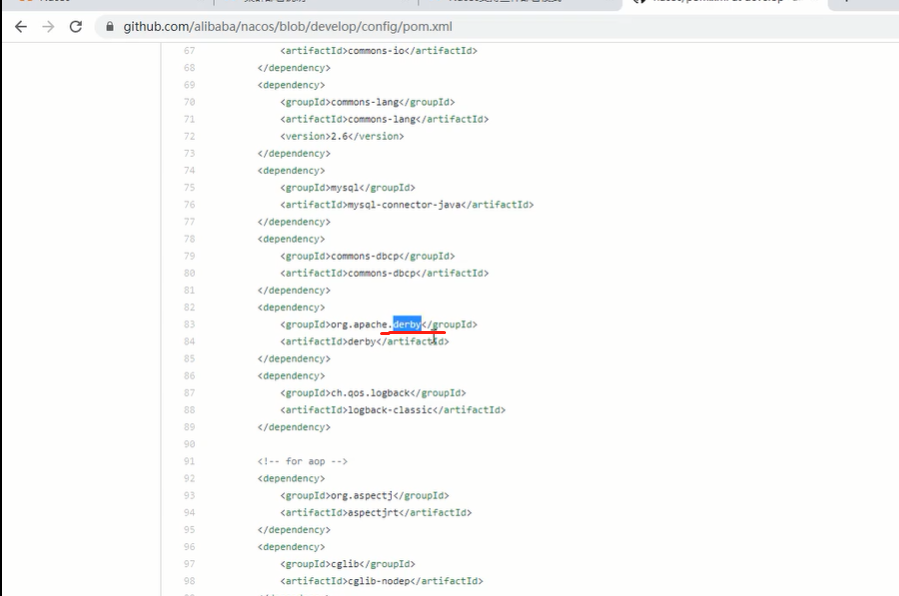 github.com/alibaba/nacos/blob/develop/config/pom.xml
67 <artifactId>commons-io</artifactId>
68 </dependency>
69 <dependency>
70 <groupId>commons-lang</groupId>
71 <artifactId>commons-lang</artifactId>
72 <version>2.6</version>
73 </dependency>
74 <dependency>
75 <groupId>mysql</groupId>
76 <artifactId>mysql-connector-java</artifactId>
77 </dependency>
78 <dependency>
79 <groupId>commons-dbcp</groupId>
80 <artifactId>commons-dbcp</artifactId>
81 </dependency>
82 <dependency>
83 <groupId>org.apache.derby</groupId>
84 <artifactId>derby</artifactId>
85 </dependency>
86 <dependency>
87 <groupId>ch.qos.logback</groupId>
88 <artifactId>logback-classic</artifactId>
89 </dependency>
90
91 <!-- for aop -->
92 <dependency>
93 <groupId>org.aspectj</groupId>
94 <artifactId>aspectjrt</artifactId>
95 </dependency>
96 <dependency>
97 <groupId>cglib</groupId>
98 <artifactId>cglib-nodep</artifactId>